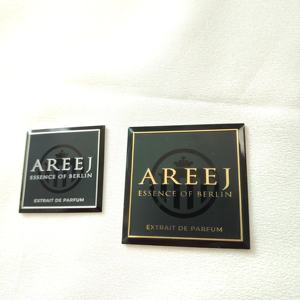 AREEJ
ESSENCE OF BERLIN
EXTRAIT DE PARFUM
AREEJ
ESSENCE OF BERLIN
EXTRAIT DE PARFUM